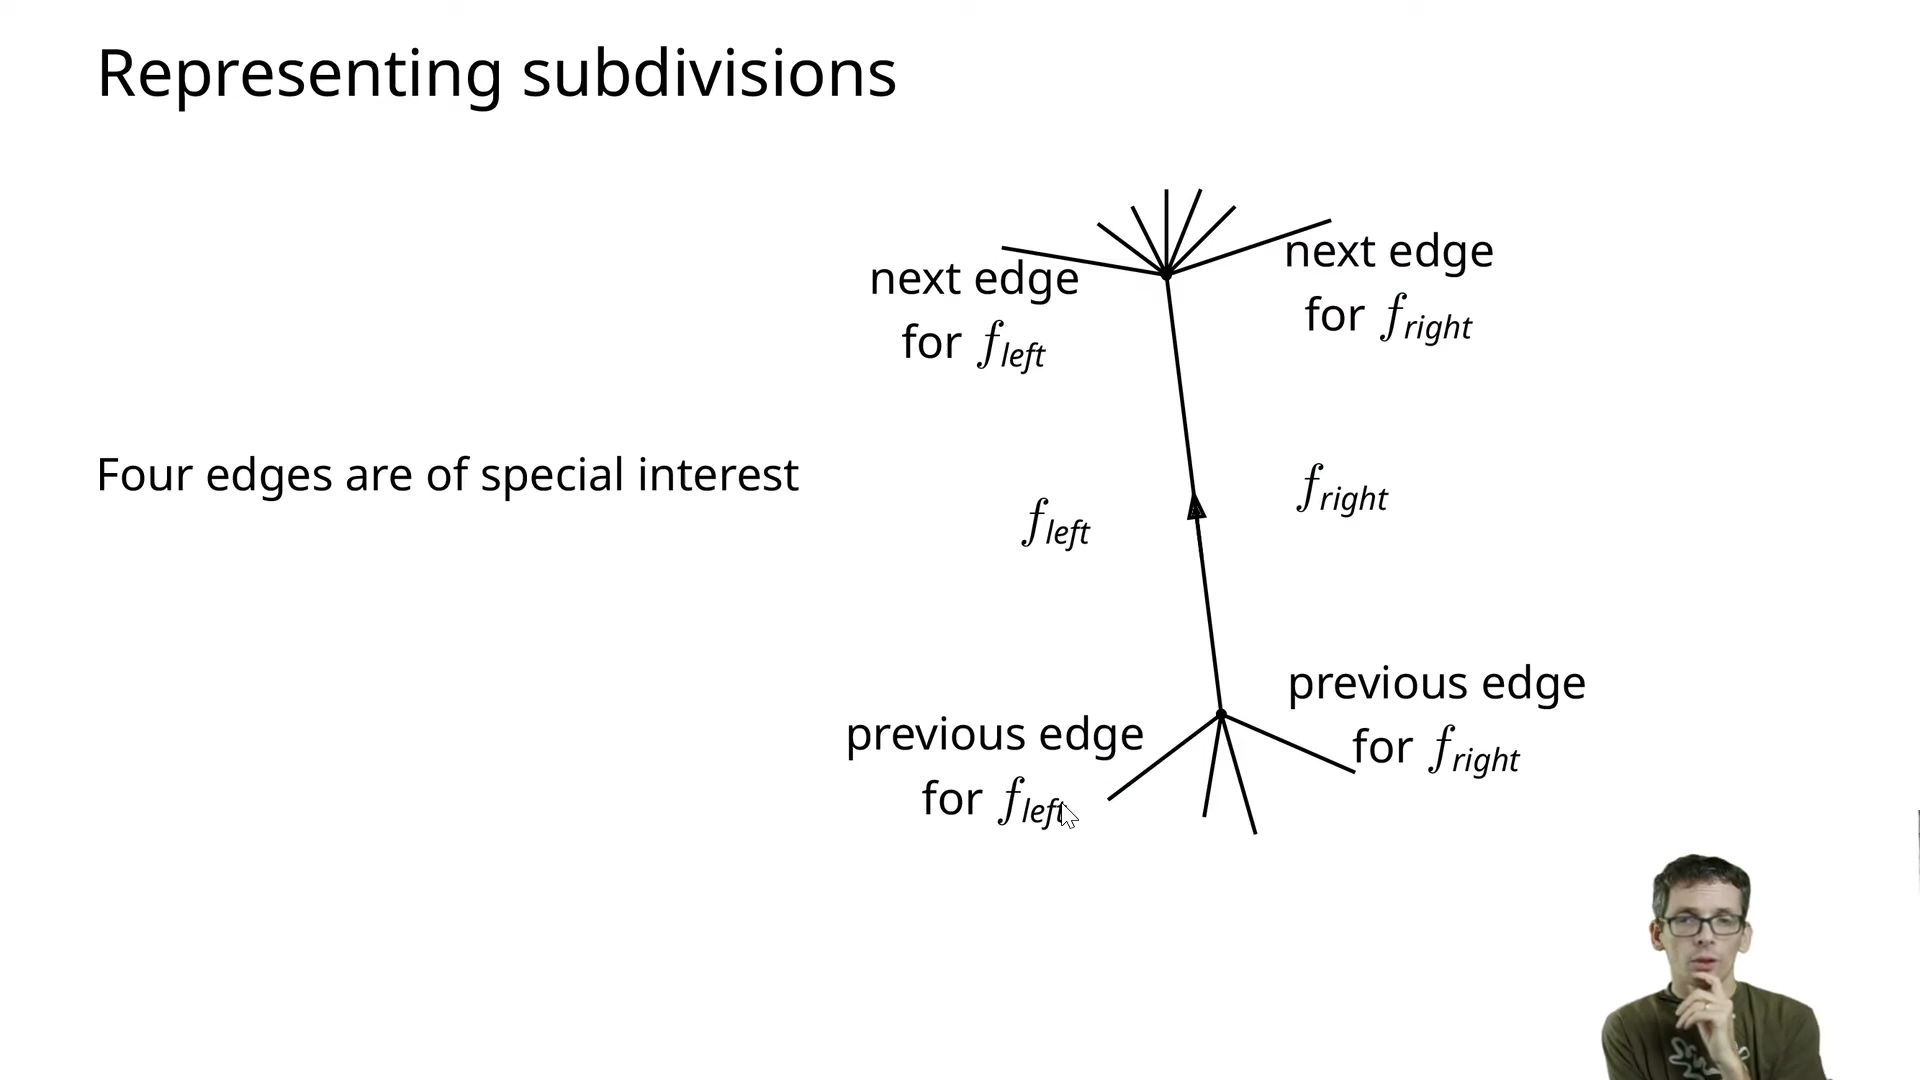 Representing subdivisions
next edge
for f_left
next edge
for f_right
Four edges are of special interest
f_left
f_right
previous edge
for f_left
previous edge
for f_right